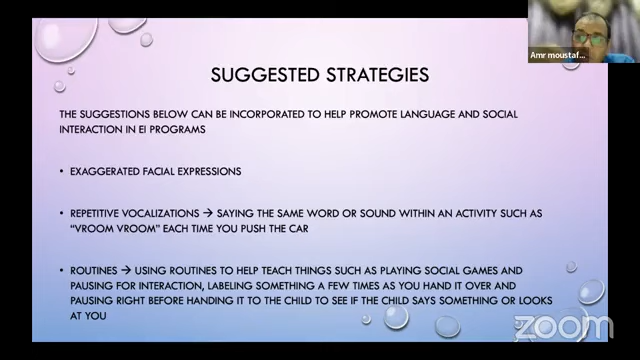 Amr moustaf...
SUGGESTED STRATEGIES
THE SUGGESTIONS BELOW CAN BE INCORPORATED TO HELP PROMOTE LANGUAGE AND SOCIAL
INTERACTION IN EI PROGRAMS
• EXAGGERATED FACIAL EXPRESSIONS
• REPETITIVE VOCALIZATIONS → SAYING THE SAME WORD OR SOUND WITHIN AN ACTIVITY SUCH AS
“VROOM VROOM” EACH TIME YOU PUSH THE CAR
• ROUTINES → USING ROUTINES TO HELP TEACH THINGS SUCH AS PLAYING SOCIAL GAMES AND
PAUSING FOR INTERACTION, LABELING SOMETHING A FEW TIMES AS YOU HAND IT OVER AND
PAUSING RIGHT BEFORE HANDING IT TO THE CHILD TO SEE IF THE CHILD SAYS SOMETHING OR LOOKS
AT YOU
zoom